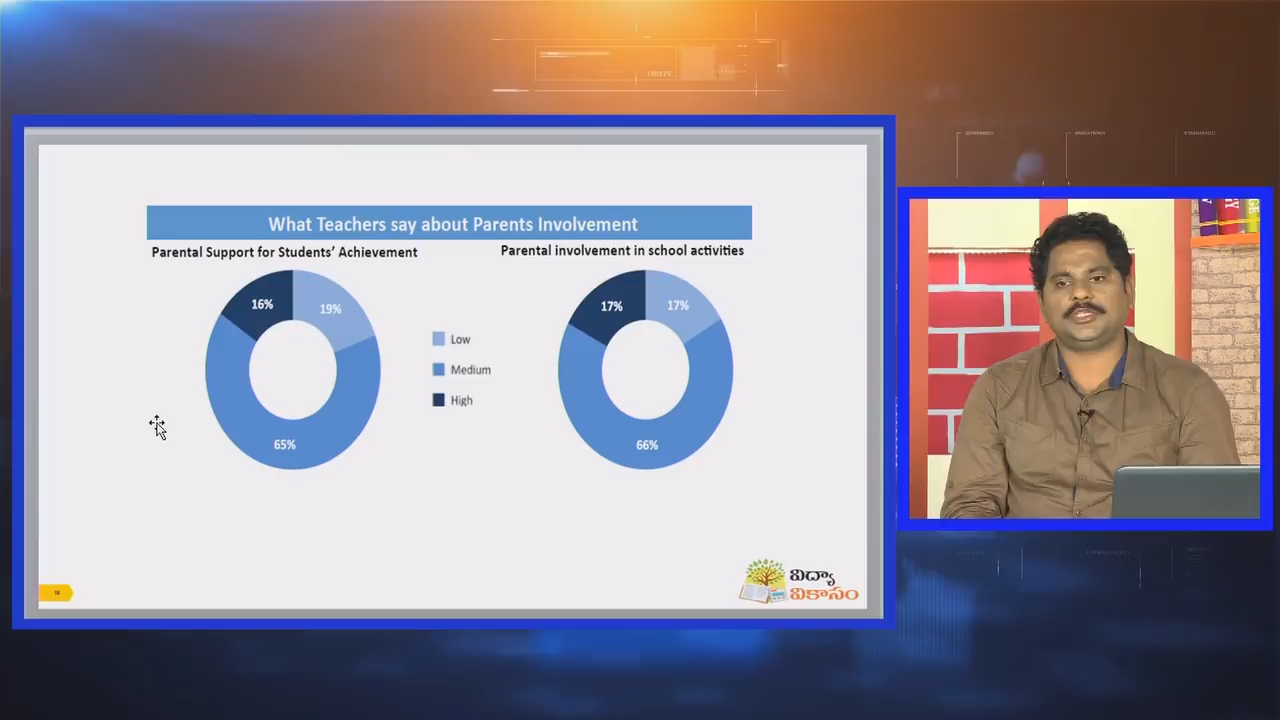 What Teachers say about Parents Involvement
Parental Support for Students' Achievement
Parental involvement in school activities
16%
19%
65%
Low
Medium
High
17%
17%
66%
18
విద్యా
వికాసం